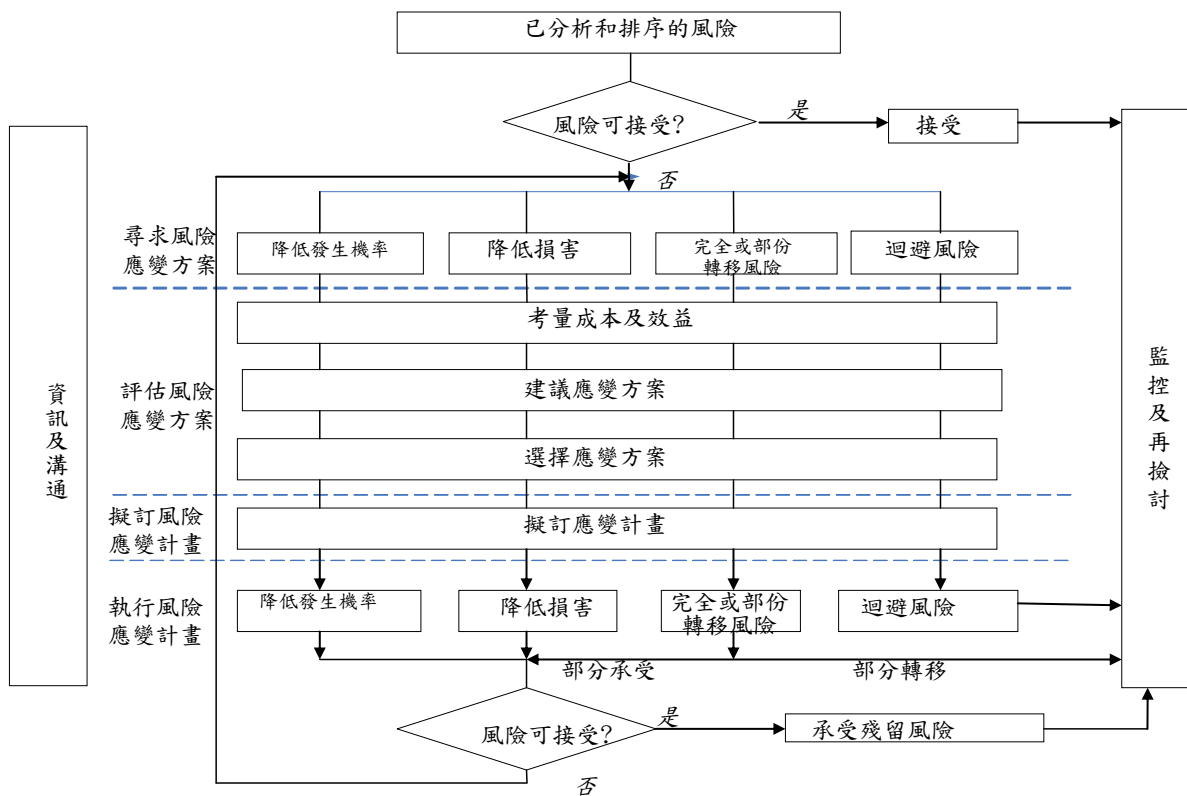 已分析和排序的風險
風險可接受?
是
接受
否
尋求風險
應變方案
降低發生機率
降低損害
完全或部份
轉移風險
迴避風險
考量成本及效益
評估風險
應變方案
建議應變方案
選擇應變方案
擬訂風險
應變計畫
擬訂應變計畫
執行風險
應變計畫
降低發生機率
降低損害
完全或部份
轉移風險
迴避風險
部分承受
部分轉移
風險可接受?
是
承受殘留風險
否
資訊及溝通
監控及再檢討